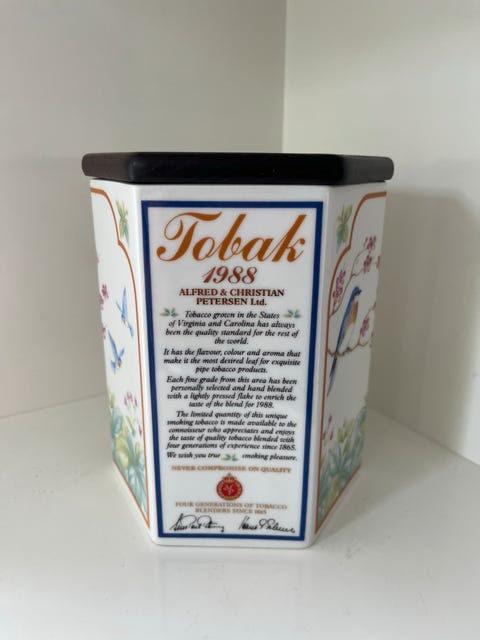 Tobak
1988
ALFRED & CHRISTIAN
PETERSEN Ltd.
Tobacco grown in the States
of Virginia and Carolina has always
been the quality standard for the rest of
the world.
It has the flavour, colour and aroma that
make it the most desired leaf for exquisite
pipe tobacco products.
Each fine grade from this area has been
personally selected and hand blended
with a lightly pressed flake to enrich the
taste of the blend for 1988.
The limited quantity of this unique
smoking tobacco is made available to the
connoisseur who appreciates and enjoys
the taste of quality tobacco blended with
four generations of experience since 1865.
We wish you true smoking pleasure.
NEVER COMPROMISE ON QUALITY
FOUR GENERATIONS OF TOBACCO
BLENDERS SINCE 1865